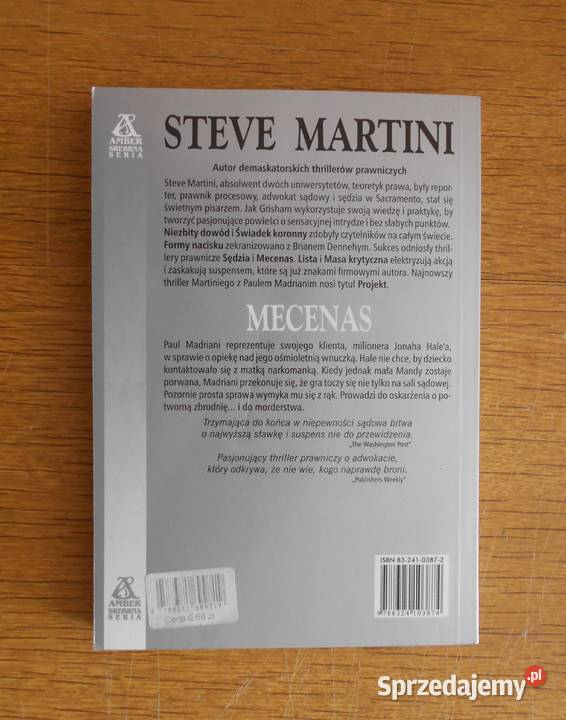 AMBER
SREBRNA
SERIA
STEVE MARTINI
Autor demaskatorskich thrillerów prawniczych
Steve Martini, absolwent dwóch uniwersytetów, teoretyk prawa, były repor-
ter, prawnik procesowy, adwokat sądowy i sędzia w Sacramento, stał się
świetnym pisarzem. Jak Grisham wykorzystuje swoją wiedzę i praktykę, by
tworzyć pasjonujące powieści o sensacyjnej intrydze i bez słabych punktów.
Niezbity dowód i Świadek koronny zdobyły czytelników na całym świecie.
Formy nacisku zekranizowano z Brianem Dennehym. Sukces odniosły thril-
lery prawnicze Sędzia i Mecenas. Lista i Masa krytyczna elektryzują akcją
i zaskakują suspensem, które są już znakami firmowymi autora. Najnowszy
thriller Martiniego z Paulem Madrianim nosi tytuł Projekt.
MECENAS
Paul Madriani reprezentuje swojego klienta, milionera Jonaha Hale'a,
w sprawie o opiekę nad jego ośmioletnią wnuczką. Hale nie chce, by dziecko
kontaktowało się z matką narkomanką. Kiedy jednak mała Mandy zostaje
porwana, Madriani przekonuje się, że gra toczy się nie tylko na sali sądowej.
Pozornie prosta sprawa wymyka mu się z rąk. Prowadzi do oskarżenia o po-
tworną zbrodnię... i do morderstwa.
Trzymająca do końca w niepewności sądowa bitwa
o najwyższą stawkę i suspens nie do przewidzenia.
„The Washington Post"
Pasjonujący thriller prawniczy o adwokacie,
który odkrywa, że nie wie, kogo naprawdę broni.
„Publishers Weekly"
ISBN 83-241-0387-2
9 788324 103874
AMBER
SREBRNA
SERIA
Cena 6.66 zł
Sprzedajemy.pl